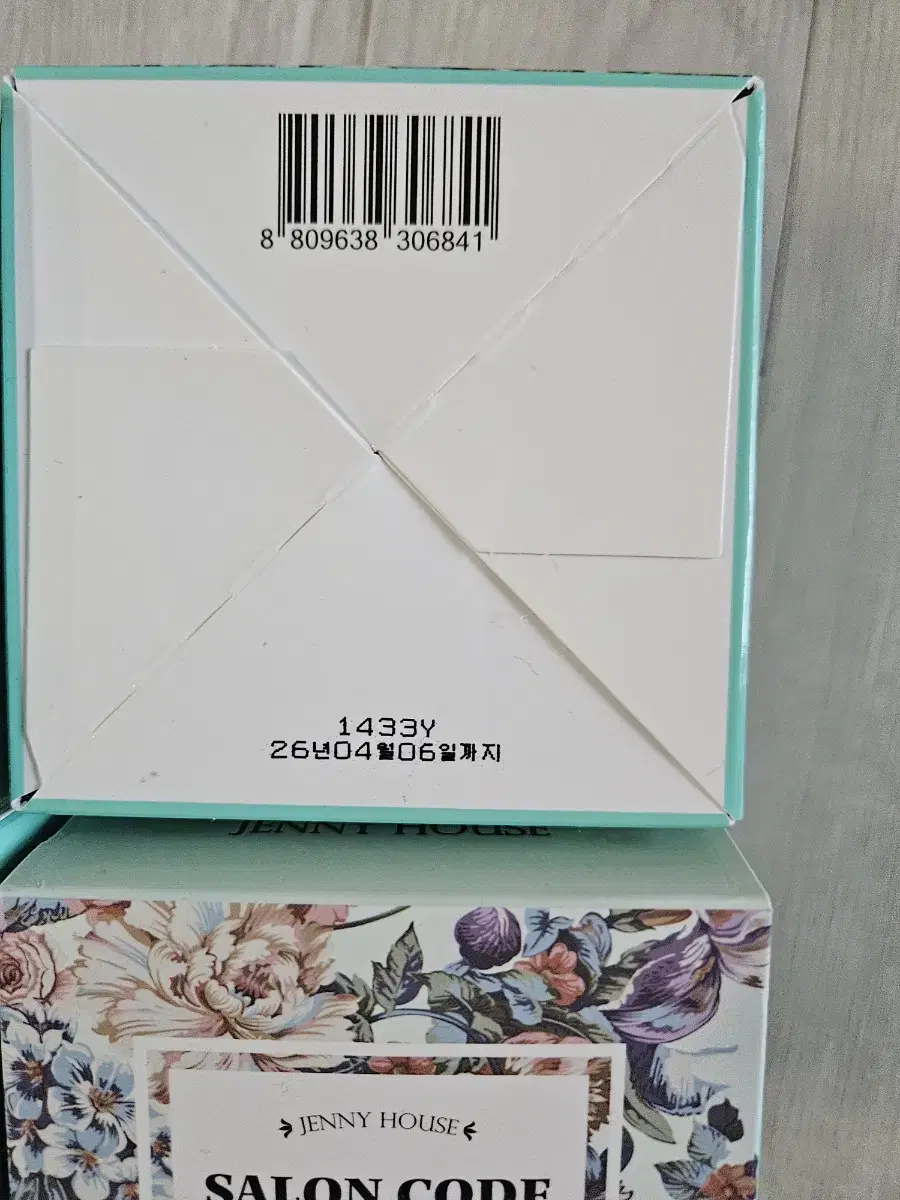 8 809638 306841
1433Y
26년04월06일까지
JENNY HOUSE
JENNY HOUSE
SALON CODE